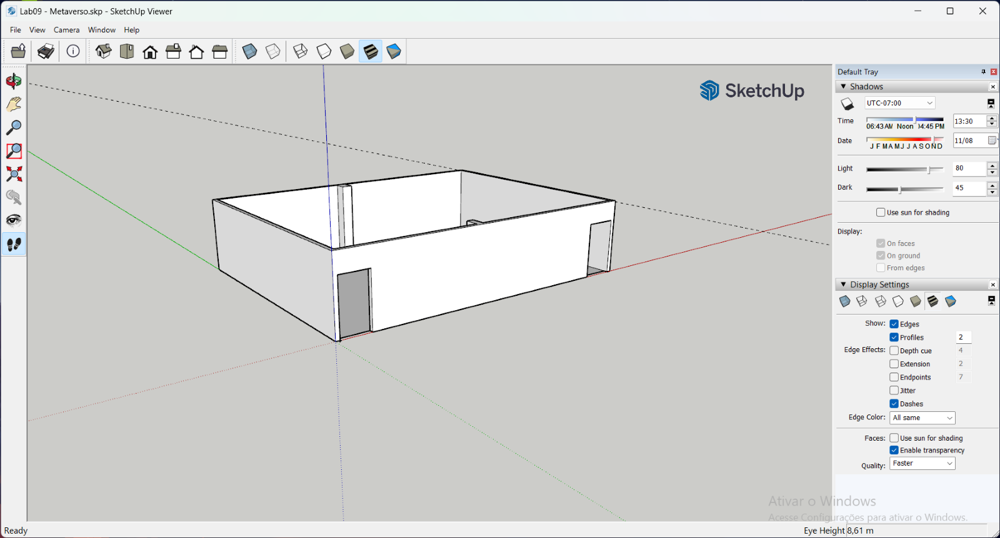 Lab09 - Metaverso.skp - SketchUp Viewer
File View Camera Window Help
SketchUp
Default Tray
Shadows
UTC-07:00
Time 13:30
06:43 AM Noon 04:45 PM
Date 11/08
J F M A M J J A S O N D
Light 80
Dark 45
Use sun for shading
Display:
On faces
On ground
From edges
Display Settings
Show: Edges
Profiles 2
Edge Effects: Depth cue 4
Extension 2
Endpoints 7
Jitter
Dashes
Edge Color: All same
Faces: Use sun for shading
Enable transparency
Quality: Faster
Ativar o Windows
Acesse Configurações para ativar o Windows.
Ready
Eye Height 8,61 m